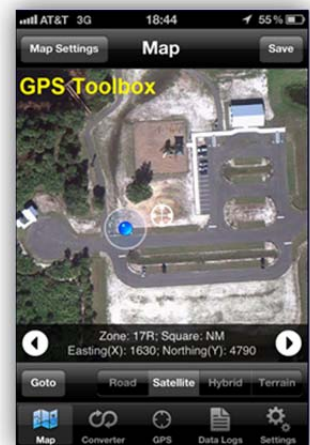 AT&T 3G 18:44 55%
Map Settings Map Save
GPS Toolbox
Zone: 17R; Square: NM
Easting(X): 1630; Northing(Y): 4790
Goto Road Satellite Hybrid Terrain
Map Converter GPS Data Logs Settings